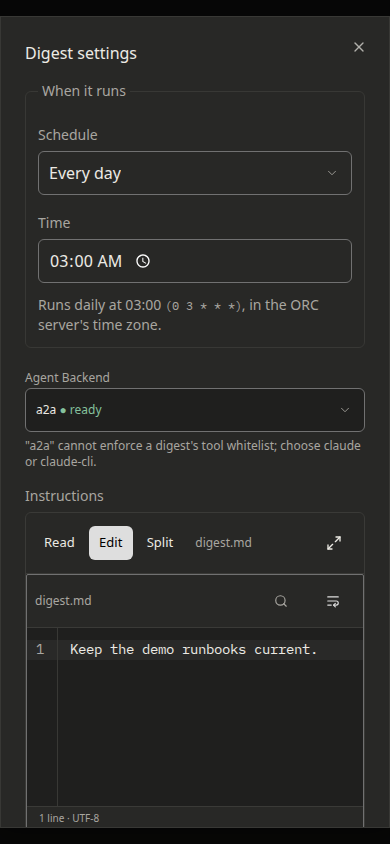 Digest settings
When it runs
Schedule
Every day
Time
03:00 AM
Runs daily at 03:00 (0 3 * * *), in the ORC
server's time zone.
Agent Backend
a2a ● ready
"a2a" cannot enforce a digest's tool whitelist; choose claude
or claude-cli.
Instructions
Read Edit Split digest.md
digest.md
1 Keep the demo runbooks current.
1 line · UTF-8